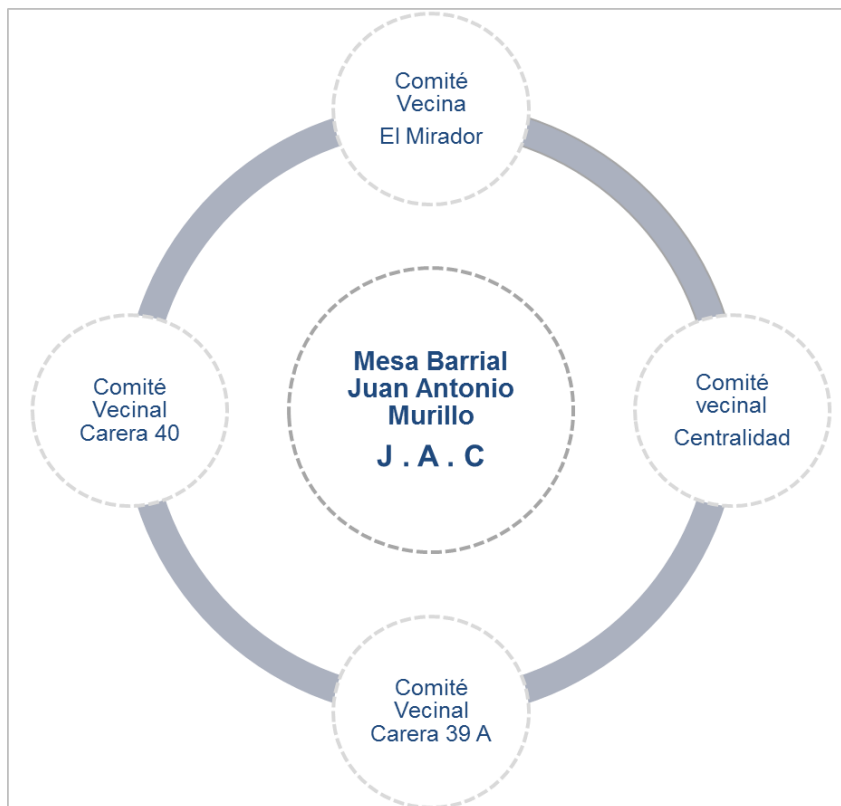 Comité
Vecina
El Mirador
Mesa Barrial
Juan Antonio
Murillo
J . A . C
Comité
Vecinal
Carera 40
Comité
vecinal
Centralidad
Comité
Vecinal
Carera 39 A